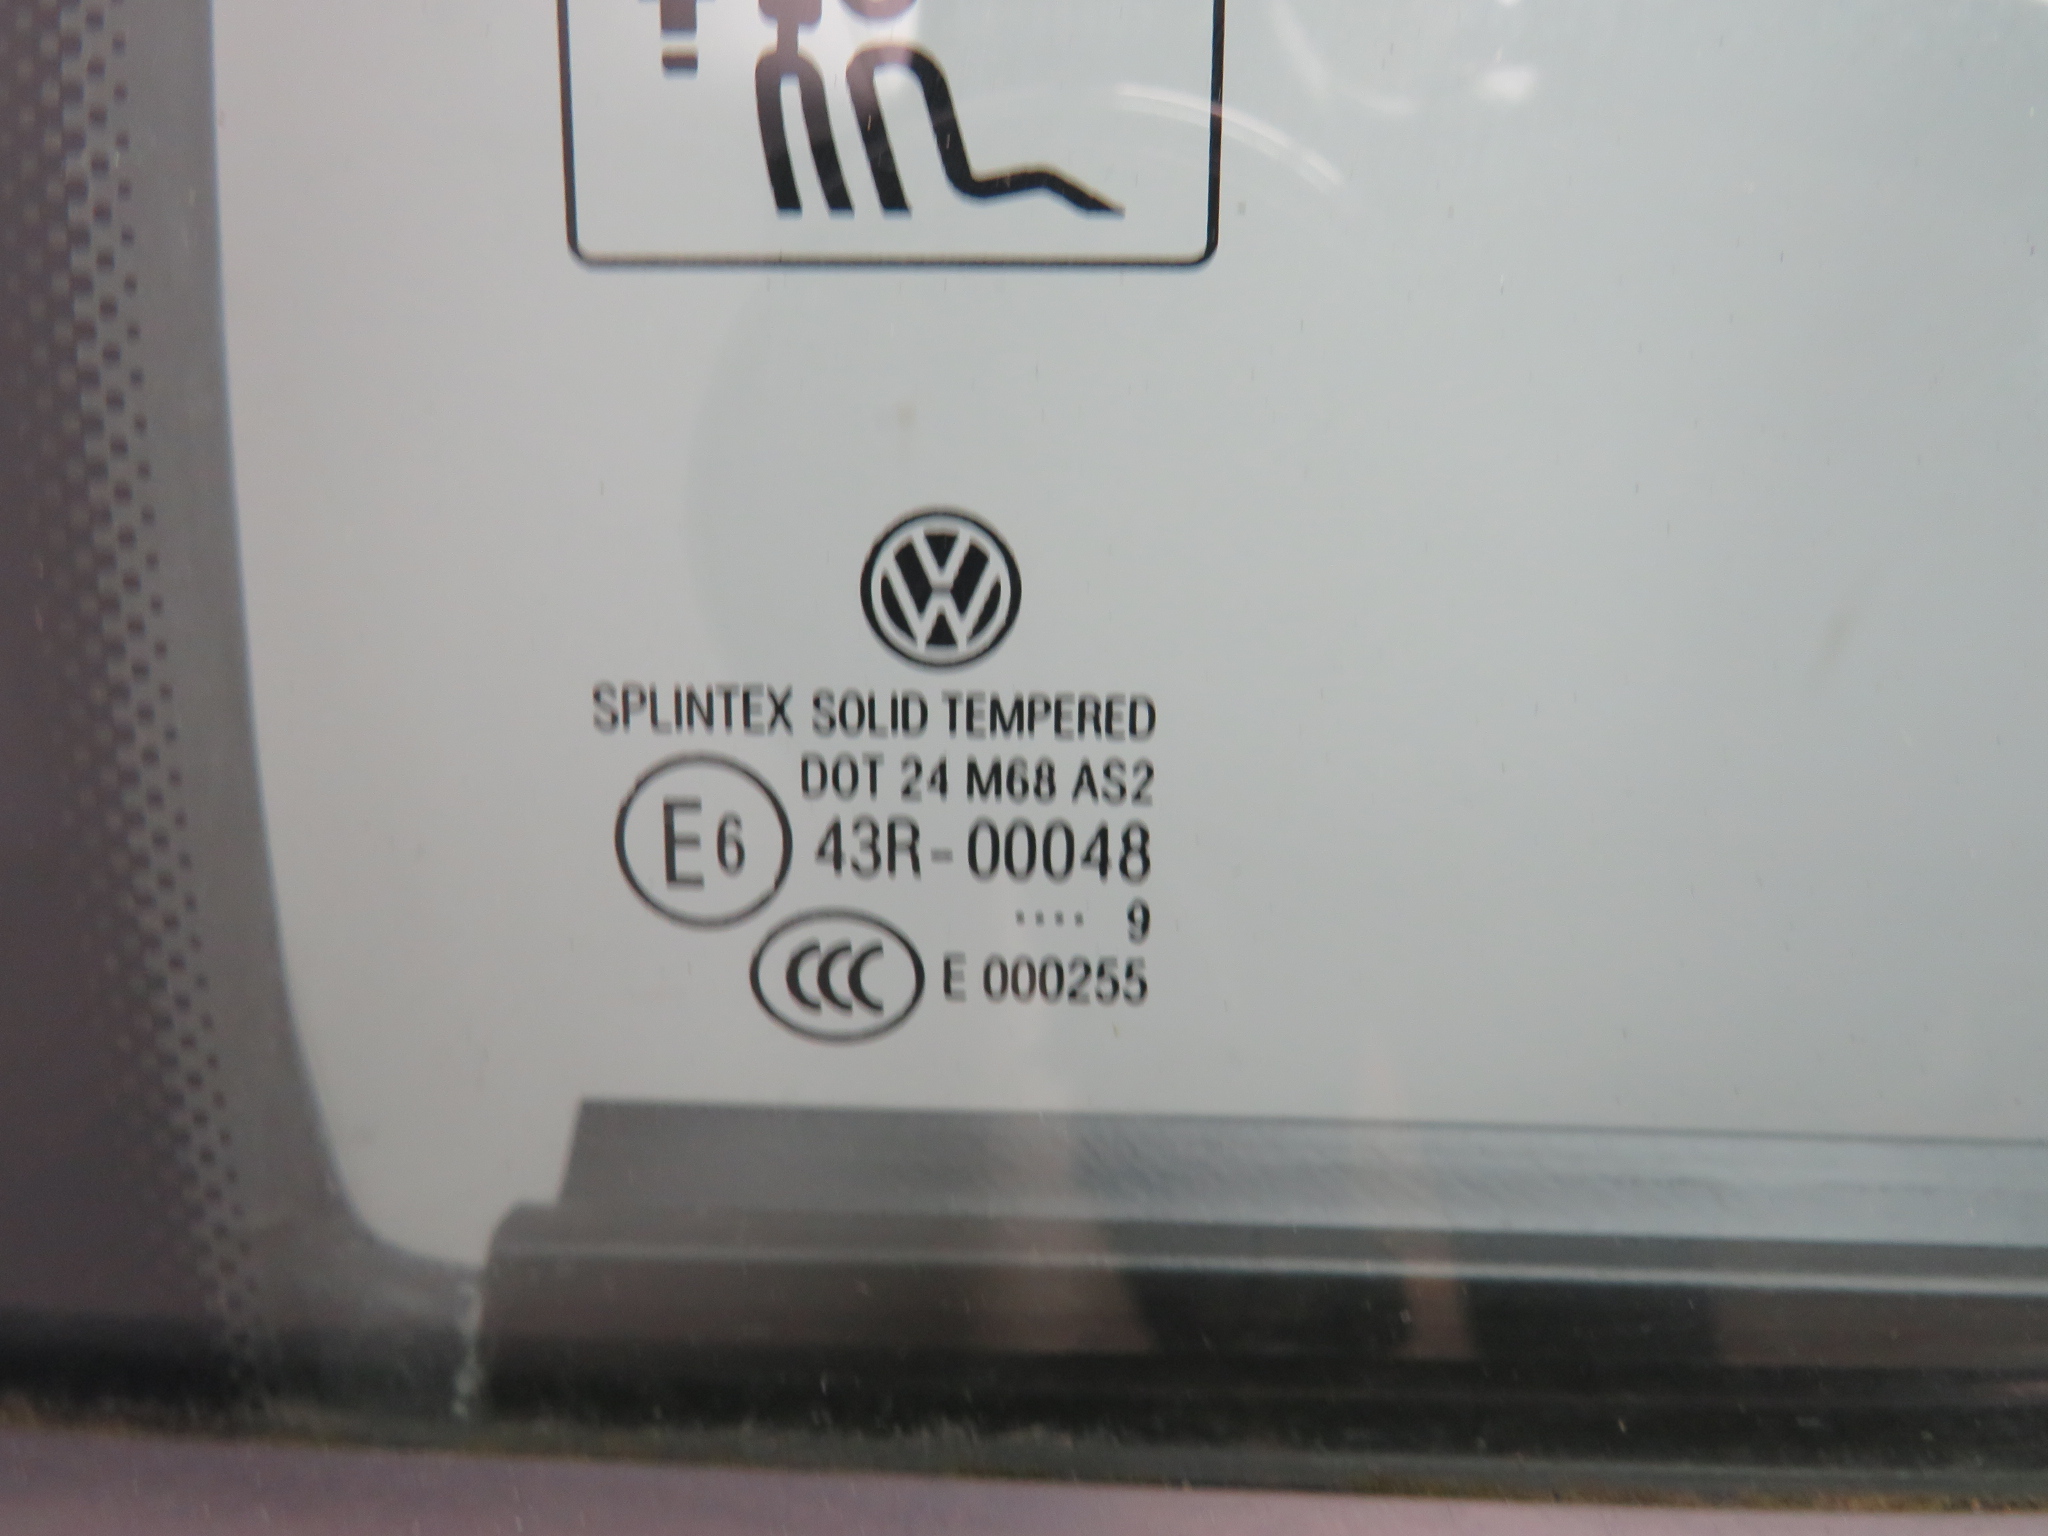 SPLINTEX SOLID TEMPERED
DOT 24 M68 AS2
E6 43R-00048
.... 9
CCC E 000255